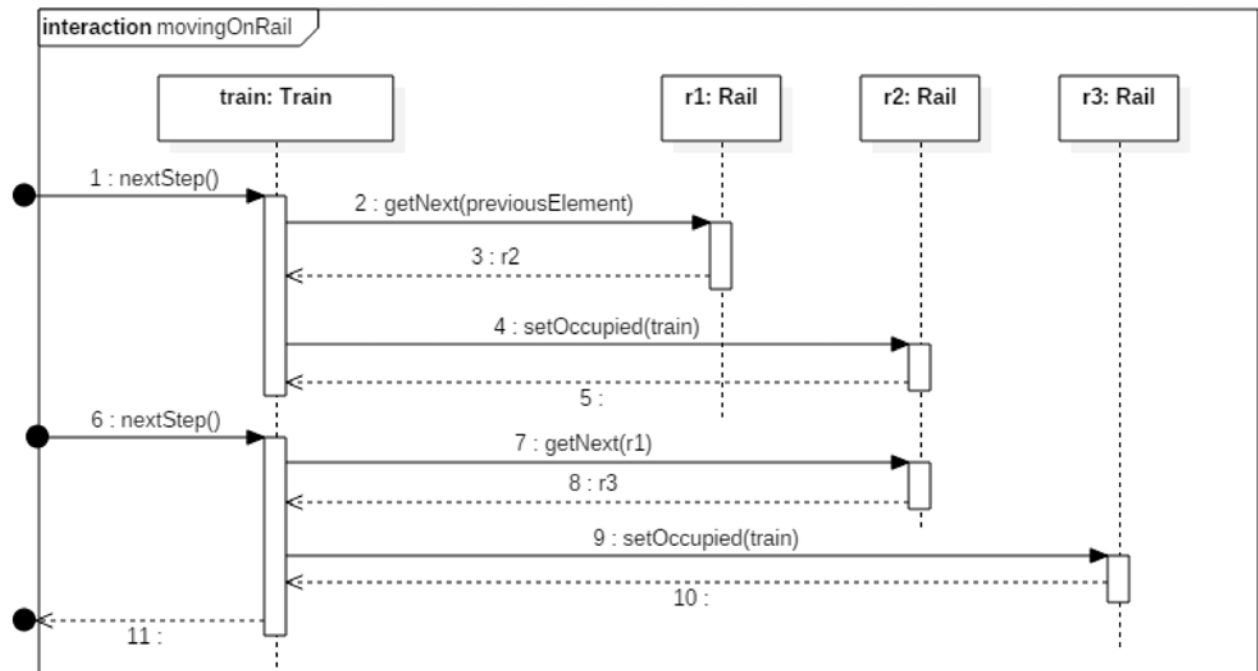 interaction movingOnRail
train: Train
r1: Rail
r2: Rail
r3: Rail
1 : nextStep()
2 : getNext(previousElement)
3 : r2
4 : setOccupied(train)
5 :
6 : nextStep()
7 : getNext(r1)
8 : r3
9 : setOccupied(train)
10 :
11 :